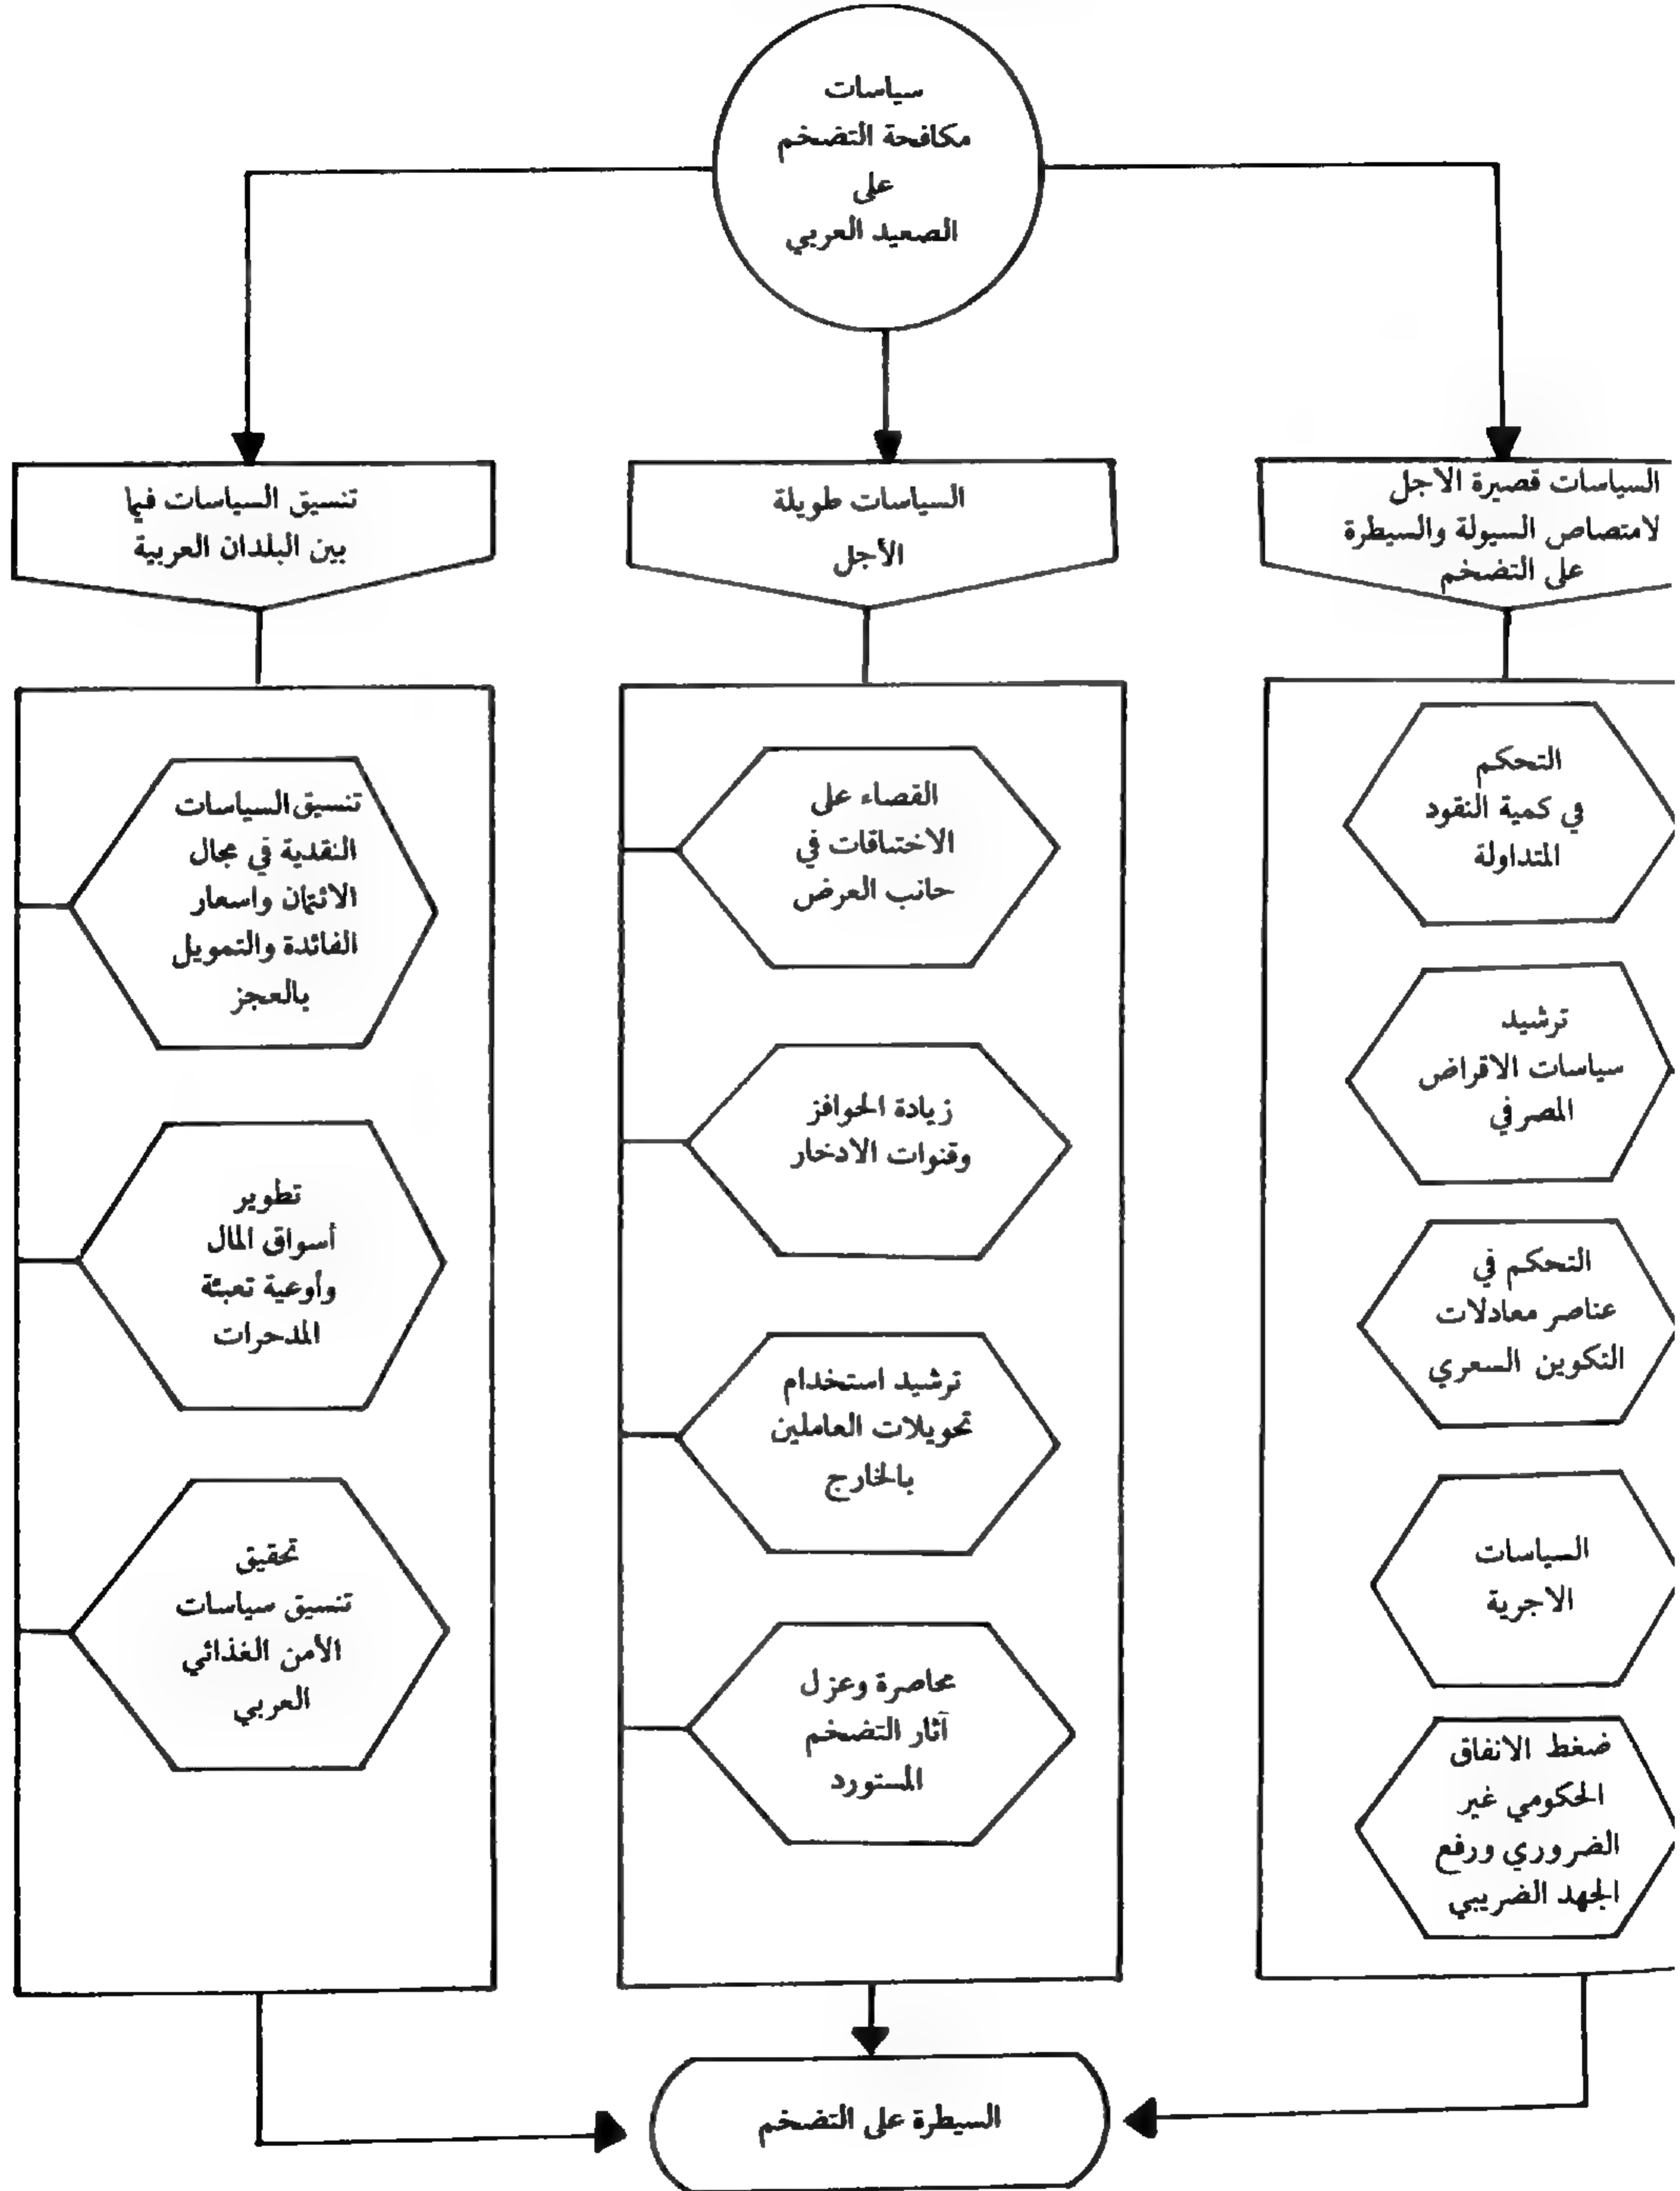 سياسات
مكافحة التضخم
على
الصعيد العربي
السياسات قصيرة الاجل
لامتصاص السيولة والسيطرة
على التضخم
التحكم
في كمية النقود
المتداولة
ترشيد
سياسات الاقراض
المصرفي
التحكم في
عناصر معادلات
التكوين السعري
السياسات
الاجرية
ضغط الانفاق
الحكومي غير
الضروري ورفع
الجهد الضريبي
السياسات طويلة
الأجل
القضاء على
الاختناقات في
جانب العرض
زيادة الحوافز
وقنوات الادخار
ترشيد استخدام
تحويلات العاملين
بالخارج
محاصرة وعزل
آثار التضخم
المستورد
تنسيق السياسات فيما
بين البلدان العربية
تنسيق السياسات
النقدية في مجال
الائتمان واسعار
الفائدة والتمويل
بالعجز
تطوير
أسواق المال
وأوعية تعبئة
المدخرات
تحقيق
تنسيق سياسات
الأمن الغذائي
العربي
السيطرة على التضخم